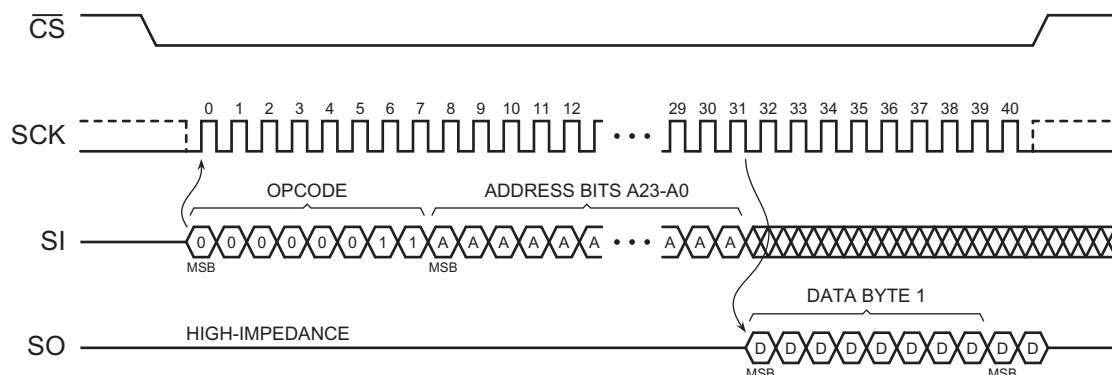 CS
0 1 2 3 4 5 6 7 8 9 10 11 12 29 30 31 32 33 34 35 36 37 38 39 40
SCK
OPCODE ADDRESS BITS A23-A0
SI 0 0 0 0 0 0 1 1 A A A A A A A A A
MSB MSB
DATA BYTE 1
HIGH-IMPEDANCE
SO D D D D D D D D D D
MSB MSB